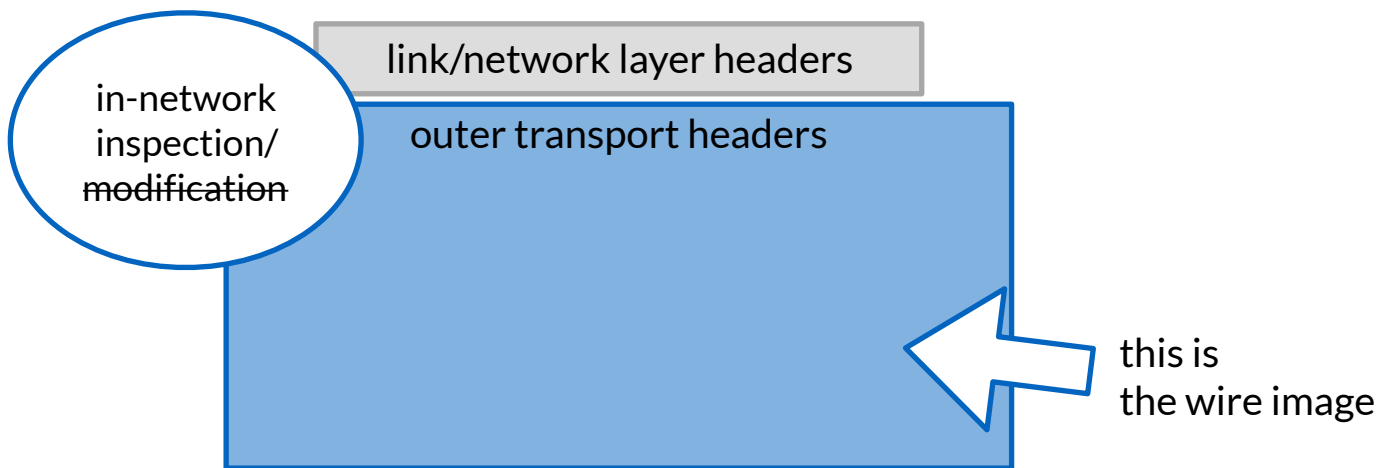 link/network layer headers
in-network
inspection/
modification
outer transport headers
this is
the wire image